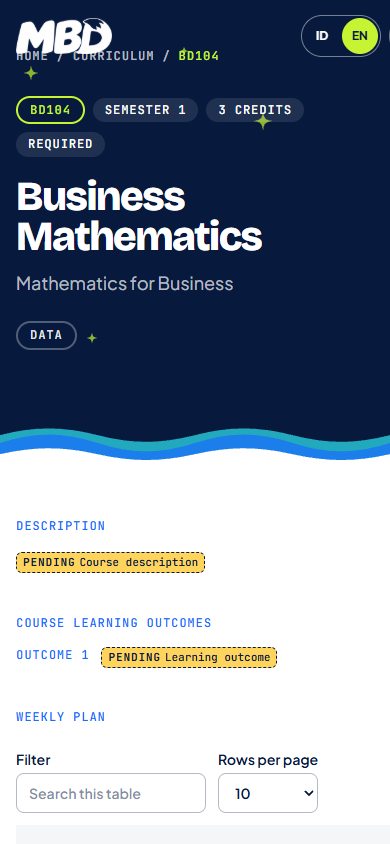 MBD
ID EN
HOME / CURRICULUM / BD104
BD104 SEMESTER 1 3 CREDITS
REQUIRED
Business
Mathematics
Mathematics for Business
DATA
DESCRIPTION
PENDING Course description
COURSE LEARNING OUTCOMES
OUTCOME 1 PENDING Learning outcome
WEEKLY PLAN
Filter Rows per page
Search this table 10